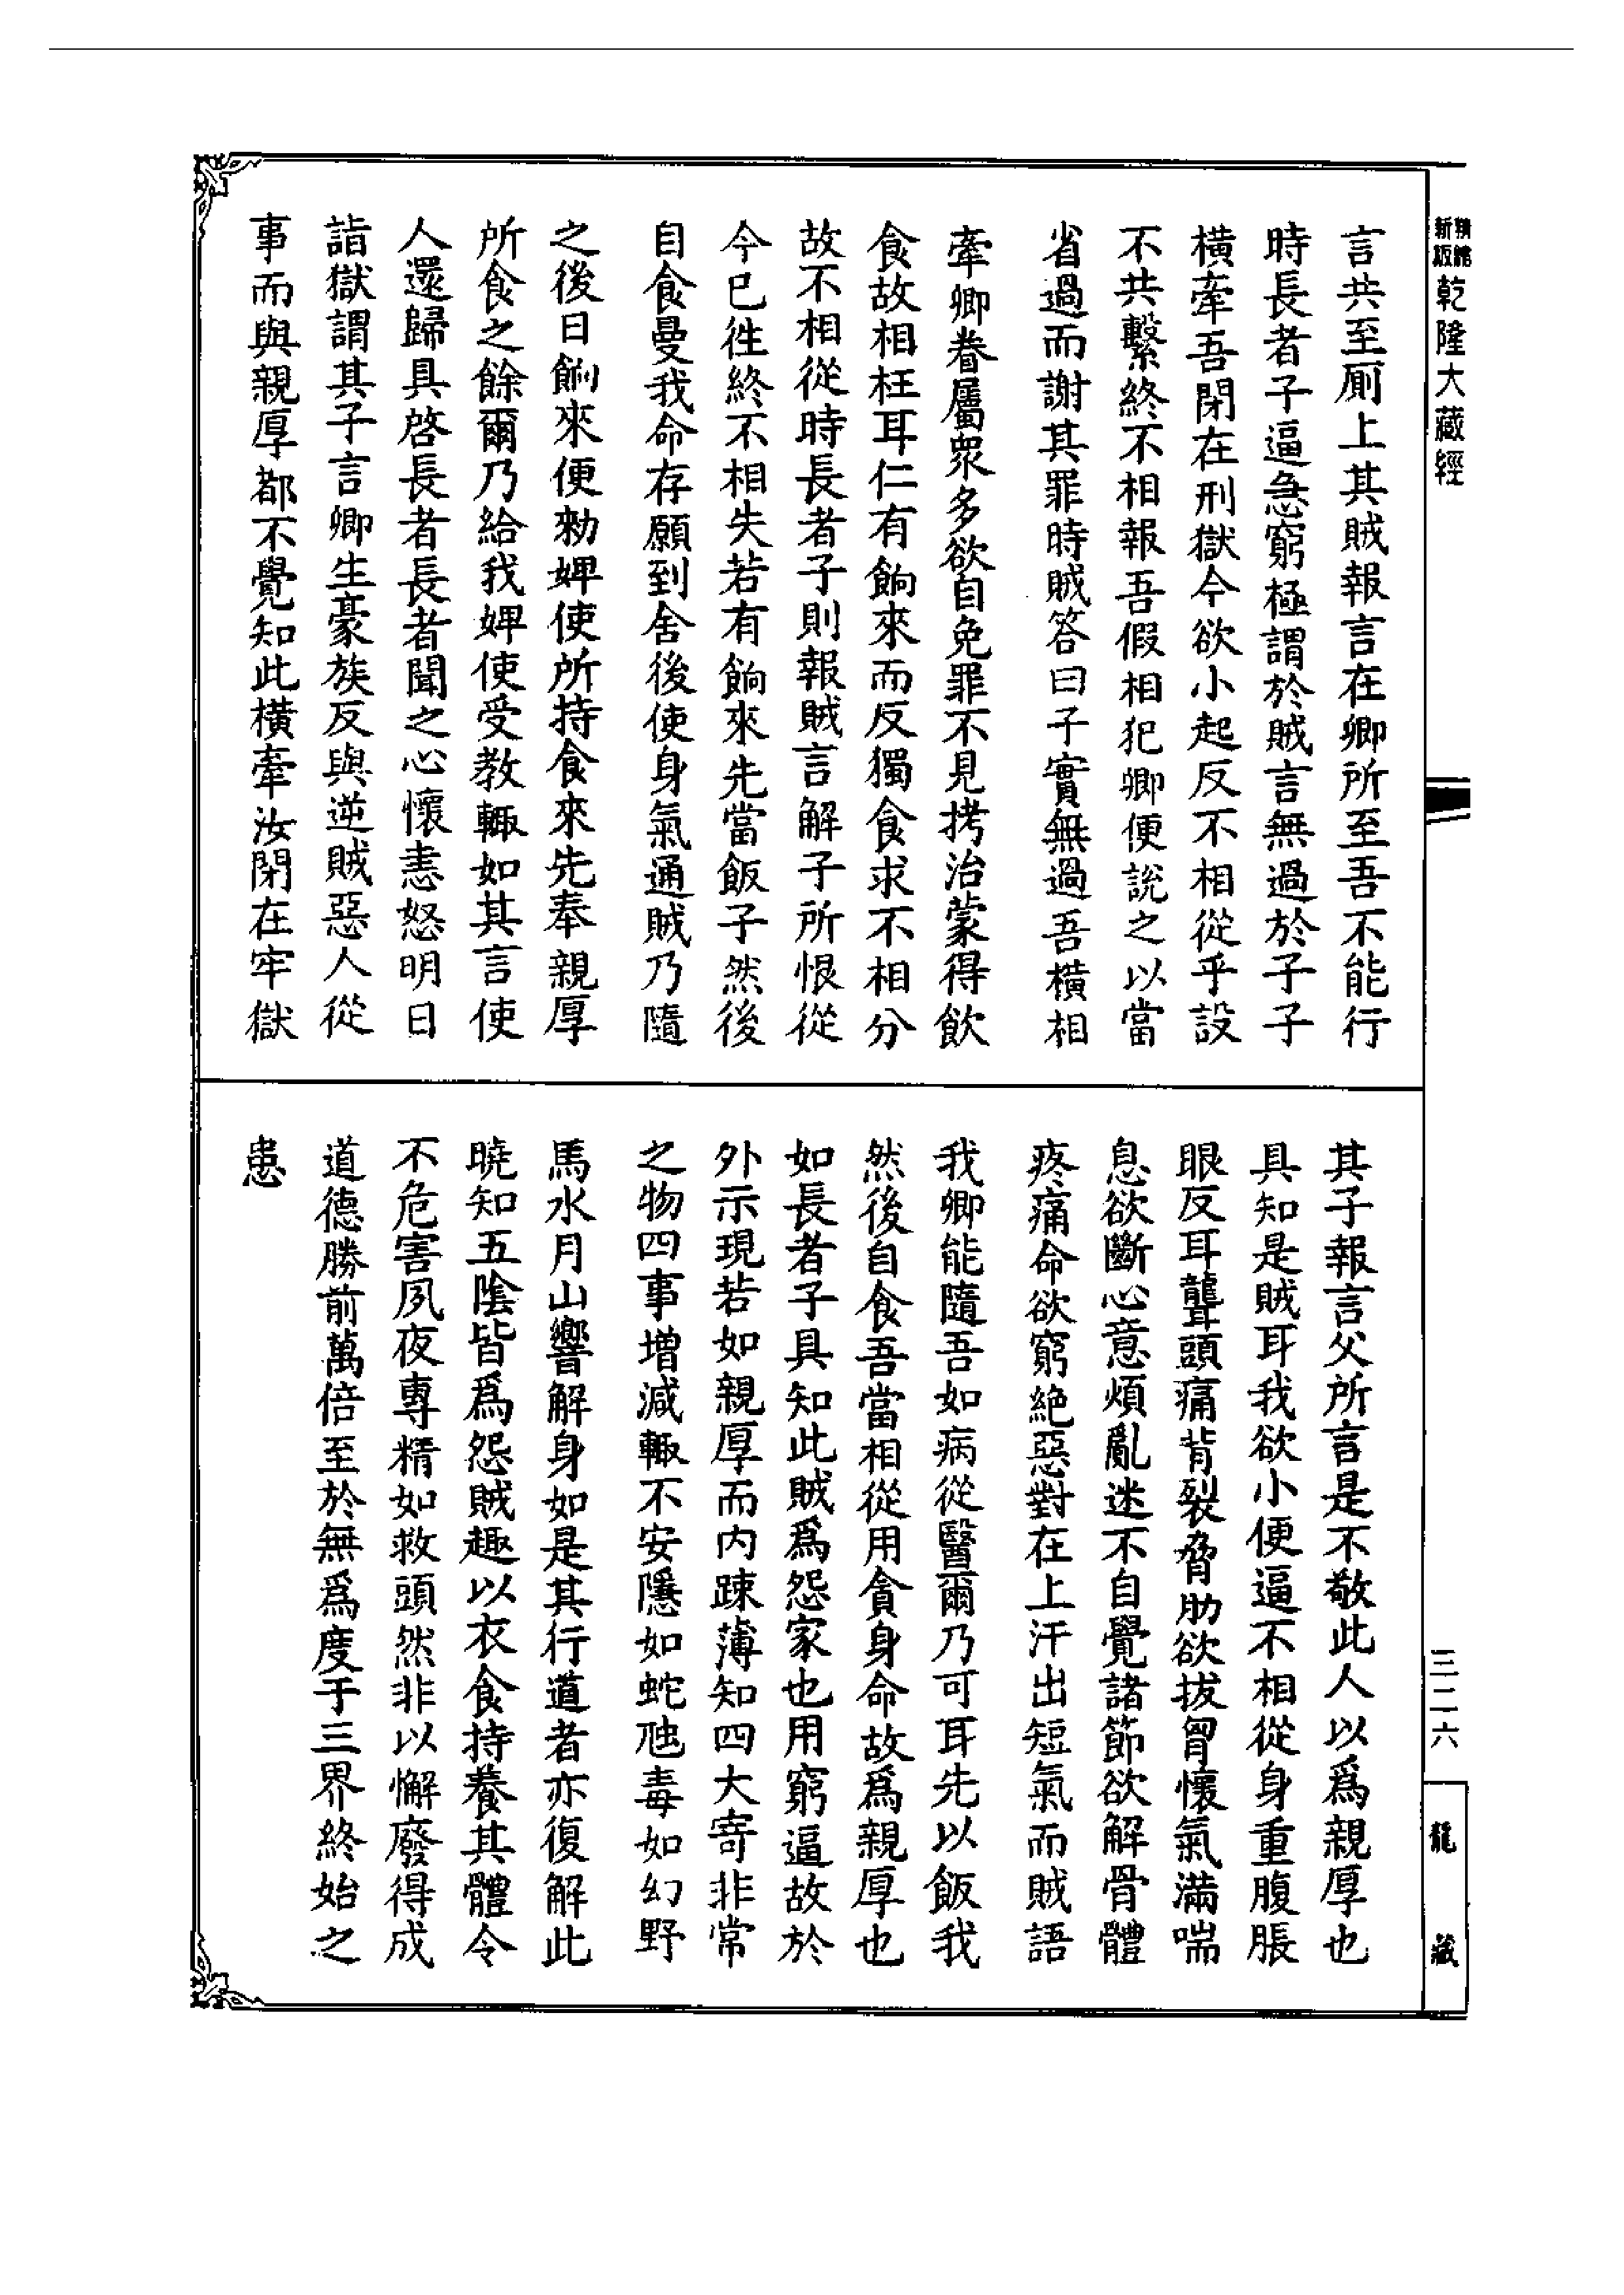 新版
乾隆大藏經
言共至厠上其賊報言在卿所至吾不能行
時長者子逼急窮極謂於賊言無過於子子
橫牽吾閉在刑獄今欲小起反不相從乎設
不共繫終不相報吾假相犯卿便說之以當
省過而謝其罪時賊答曰子實無過吾橫相
牽卿眷屬衆多欲自免罪不見拷治蒙得飲
食故相枉耳仁有餉來而反獨食求不相分
故不相從時長者子則報賊言解子所恨從
今已徃終不相失若有餉來先當飯子然後
自食曼我命存願到舍後使身氣通賊乃隨
之後日餉來便勑婢使所持食來先奉親厚
所食之餘爾乃給我婢使受教輙如其言使
人還歸具啓長者長者聞之心懷恚怒明日
詣獄謂其子言卿生豪族反與逆賊惡人從
事而與親厚都不覺知此橫牽汝閉在牢獄
其子報言父所言是不敬此人以爲親厚也
具知是賊耳我欲小便逼不相從身重腹脹
眼反耳聾頭痛背裂脅肋欲拔胷懷氣滿喘
息欲斷心意煩亂迷不自覺諸節欲解骨體
疼痛命欲窮絕惡對在上汗出短氣而賊語
我卿能隨吾如病從醫爾乃可耳先以飯我
然後自食吾當相從用貪身命故爲親厚也
如長者子具知此賊爲怨家也用窮逼故於
外示現若如親厚而内踈薄知四大寄非常
之物四事增減輙不安隱如蛇虺毒如幻野
馬水月山響解身如是其行道者亦復解此
曉知五陰皆爲怨賊趣以衣食持養其體令
不危害夙夜專精如救頭然非以懈廢得成
道德勝前萬倍至於無爲度于三界終始之
患
三二六
龍藏